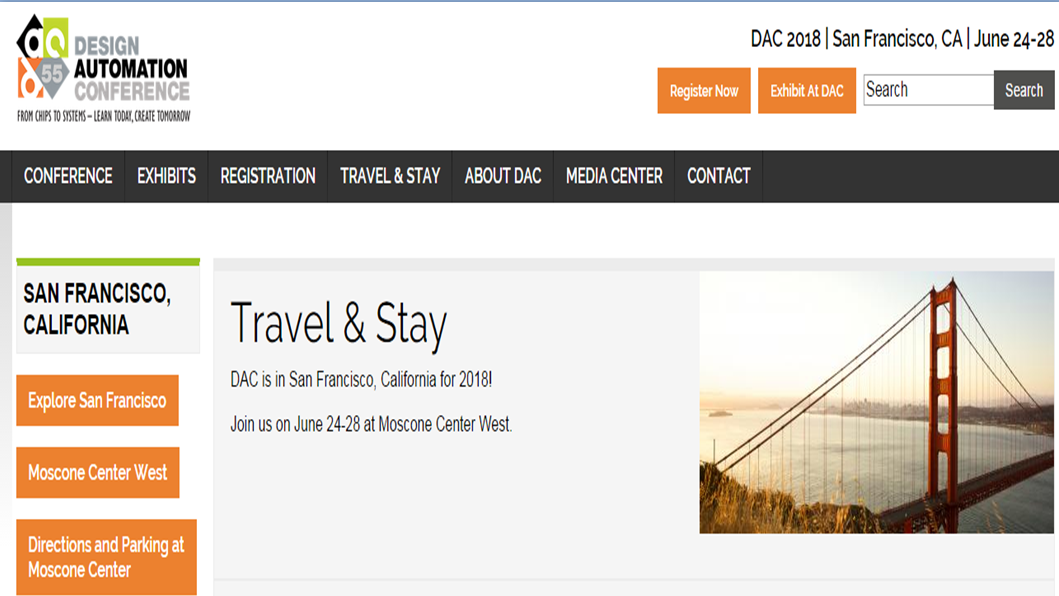 DAC 2018 | San Francisco, CA | June 24-28
55
DESIGN
AUTOMATION
CONFERENCE
FROM CHIPS TO SYSTEMS – LEARN TODAY, CREATE TOMORROW
Register Now
Exhibit At DAC
Search
Search
CONFERENCE
EXHIBITS
REGISTRATION
TRAVEL & STAY
ABOUT DAC
MEDIA CENTER
CONTACT
SAN FRANCISCO,
CALIFORNIA
Explore San Francisco
Moscone Center West
Directions and Parking at
Moscone Center
Travel & Stay
DAC is in San Francisco, California for 2018!
Join us on June 24-28 at Moscone Center West.